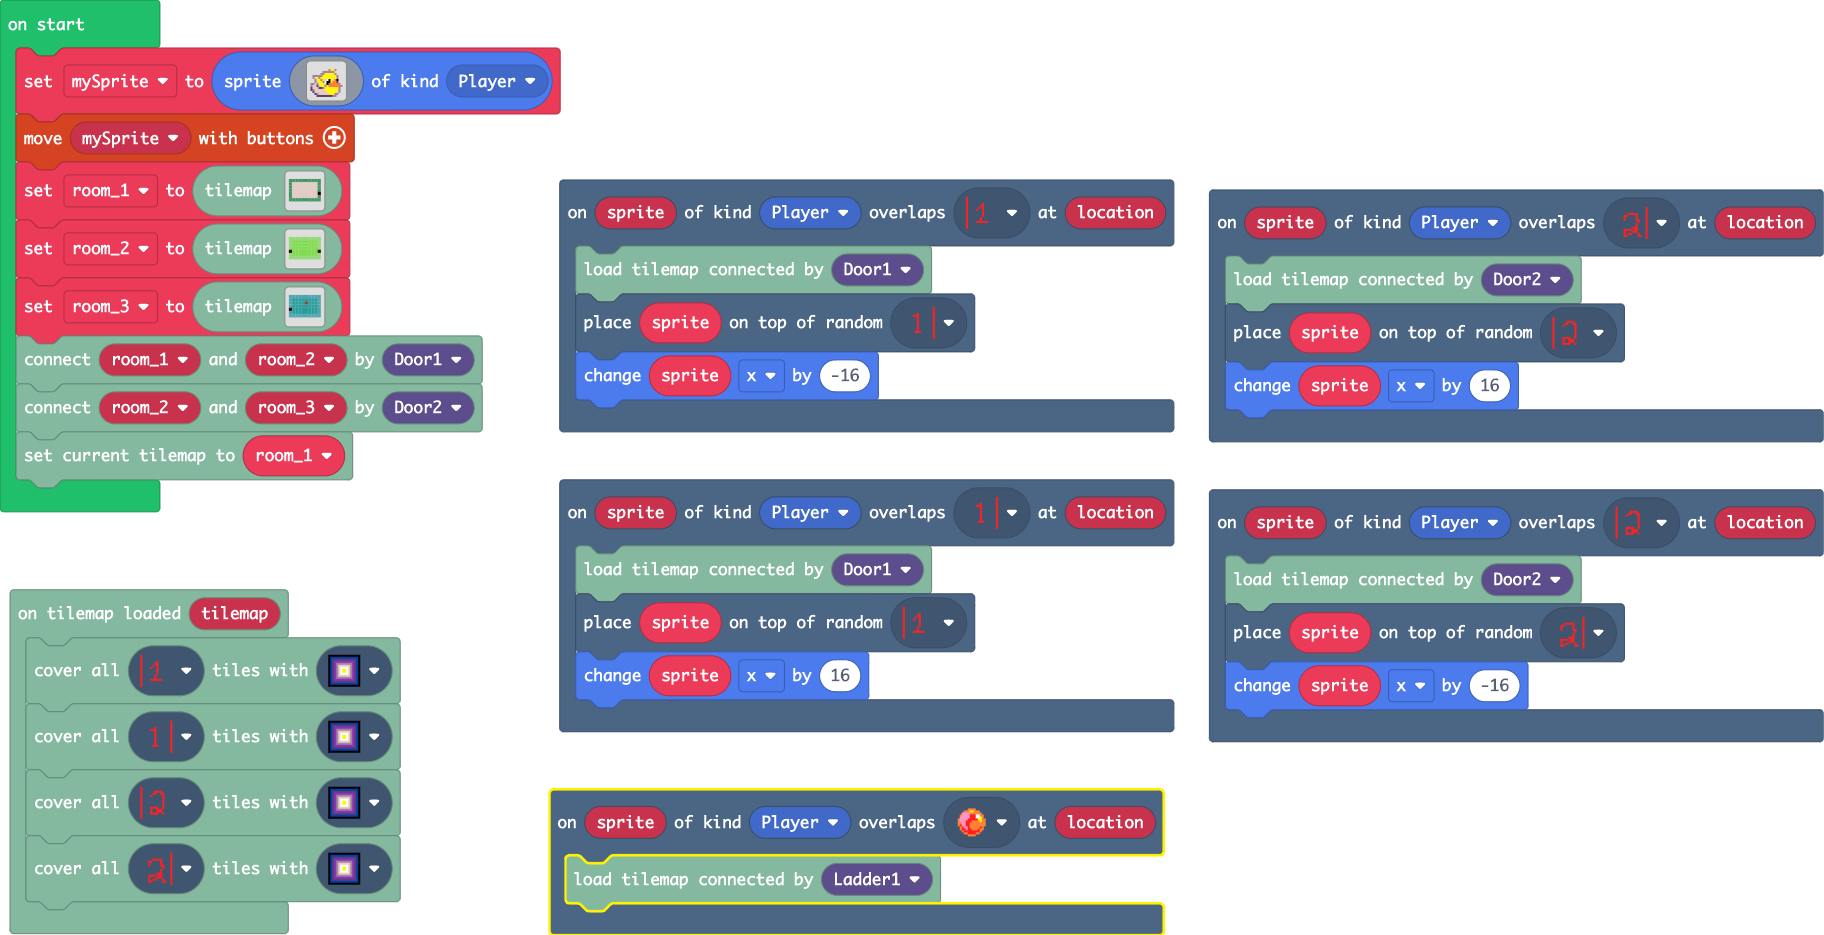 on start
set mySprite to sprite of kind Player
move mySprite with buttons
set room_1 to tilemap
set room_2 to tilemap
set room_3 to tilemap
connect room_1 and room_2 by Door1
connect room_2 and room_3 by Door2
set current tilemap to room_1
on tilemap loaded tilemap
cover all |1 tiles with
cover all 1| tiles with
cover all |2 tiles with
cover all 2| tiles with
on sprite of kind Player overlaps |1 at location
load tilemap connected by Door1
place sprite on top of random 1|
change sprite x by -16
on sprite of kind Player overlaps 1| at location
load tilemap connected by Door1
place sprite on top of random |1
change sprite x by 16
on sprite of kind Player overlaps at location
load tilemap connected by Ladder1
on sprite of kind Player overlaps 2| at location
load tilemap connected by Door2
place sprite on top of random |2
change sprite x by 16
on sprite of kind Player overlaps |2 at location
load tilemap connected by Door2
place sprite on top of random 2|
change sprite x by -16